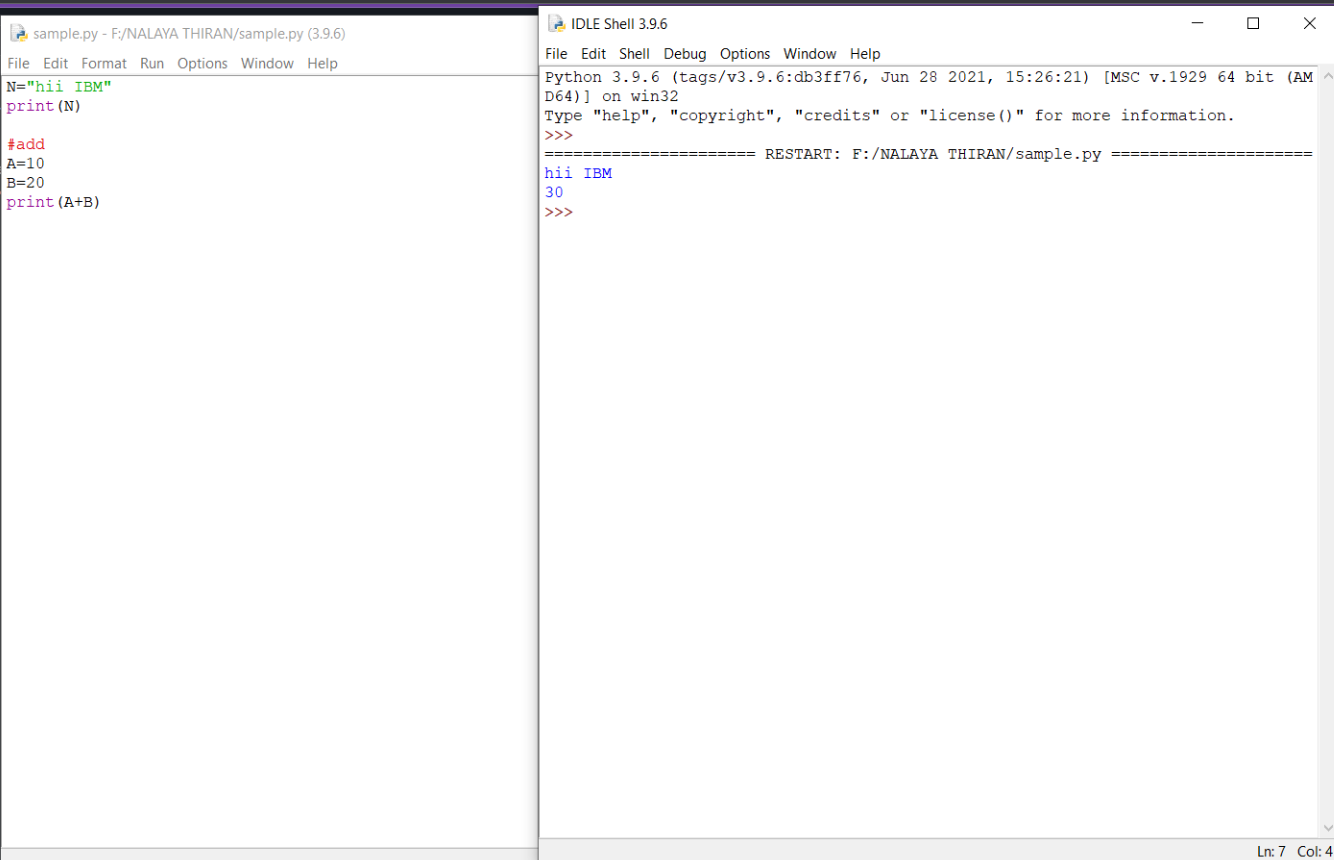 sample.py - F:/NALAYA THIRAN/sample.py (3.9.6)
File Edit Format Run Options Window Help
N="hii IBM"
print(N)
#add
A=10
B=20
print(A+B)
IDLE Shell 3.9.6
File Edit Shell Debug Options Window Help
Python 3.9.6 (tags/v3.9.6:db3ff76, Jun 28 2021, 15:26:21) [MSC v.1929 64 bit (AM
D64)] on win32
Type "help", "copyright", "credits" or "license()" for more information.
>>>
====================== RESTART: F:/NALAYA THIRAN/sample.py =====================
hii IBM
30
>>>
Ln: 7 Col: 4